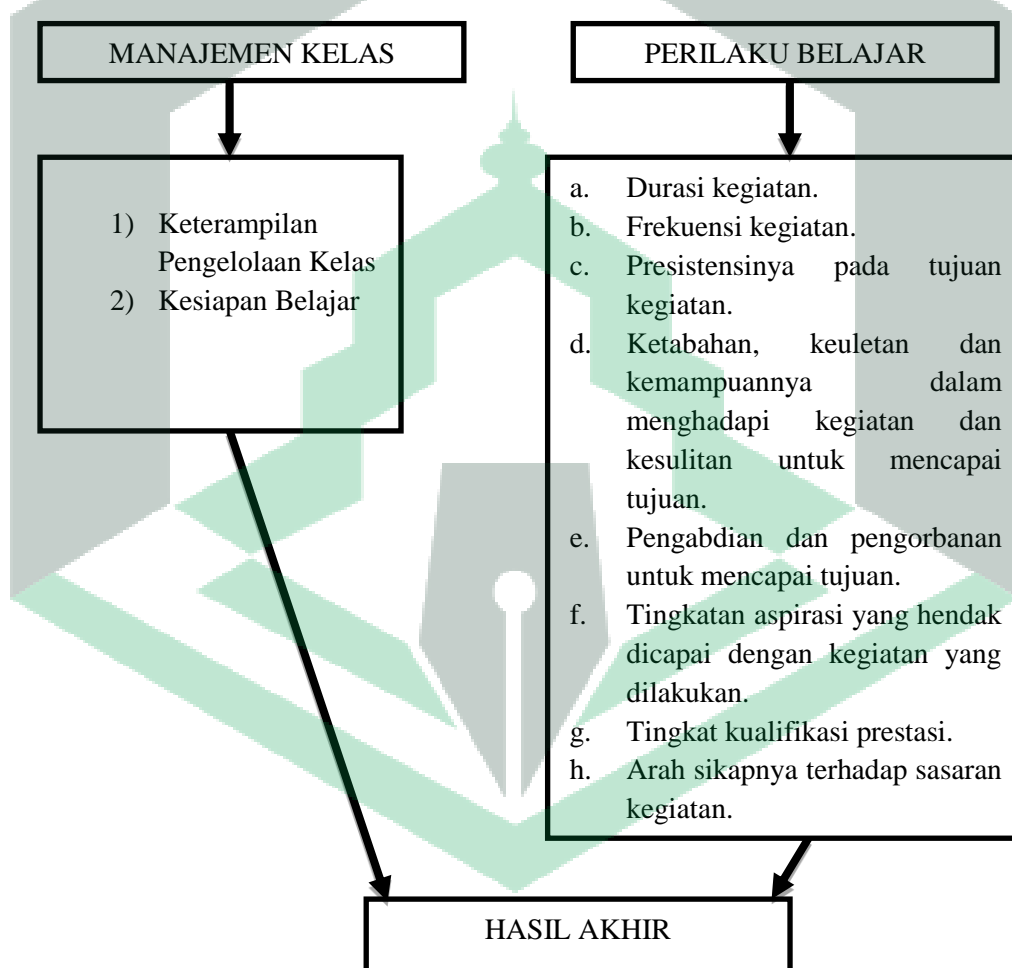 MANAJEMEN KELAS
PERILAKU BELAJAR
1) Keterampilan
Pengelolaan Kelas
2) Kesiapan Belajar
a. Durasi kegiatan.
b. Frekuensi kegiatan.
c. Presistensinya pada tujuan
kegiatan.
d. Ketabahan, keuletan dan
kemampuannya dalam
menghadapi kegiatan dan
kesulitan untuk mencapai
tujuan.
e. Pengabdian dan pengorbanan
untuk mencapai tujuan.
f. Tingkatan aspirasi yang hendak
dicapai dengan kegiatan yang
dilakukan.
g. Tingkat kualifikasi prestasi.
h. Arah sikapnya terhadap sasaran
kegiatan.
HASIL AKHIR